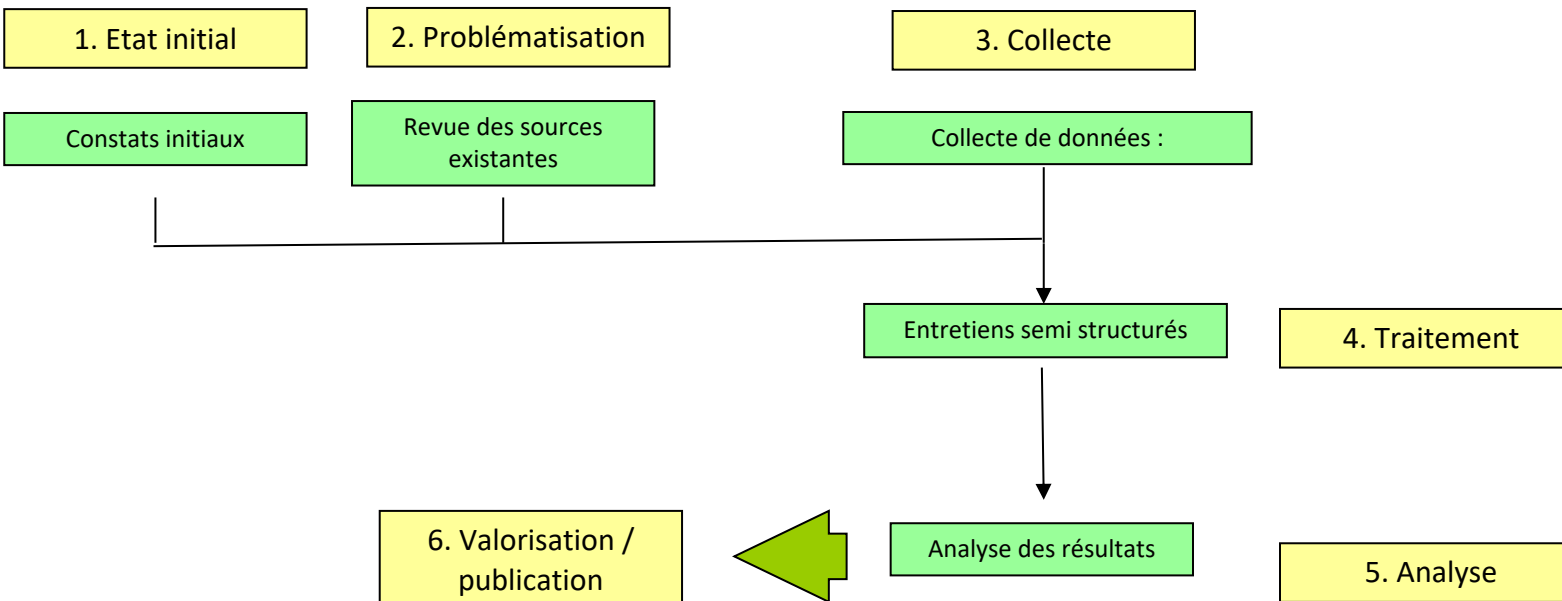 1. Etat initial
2. Problématisation
3. Collecte
Constats initiaux
Revue des sources
existantes
Collecte de données :
Entretiens semi structurés
4. Traitement
6. Valorisation /
publication
Analyse des résultats
5. Analyse